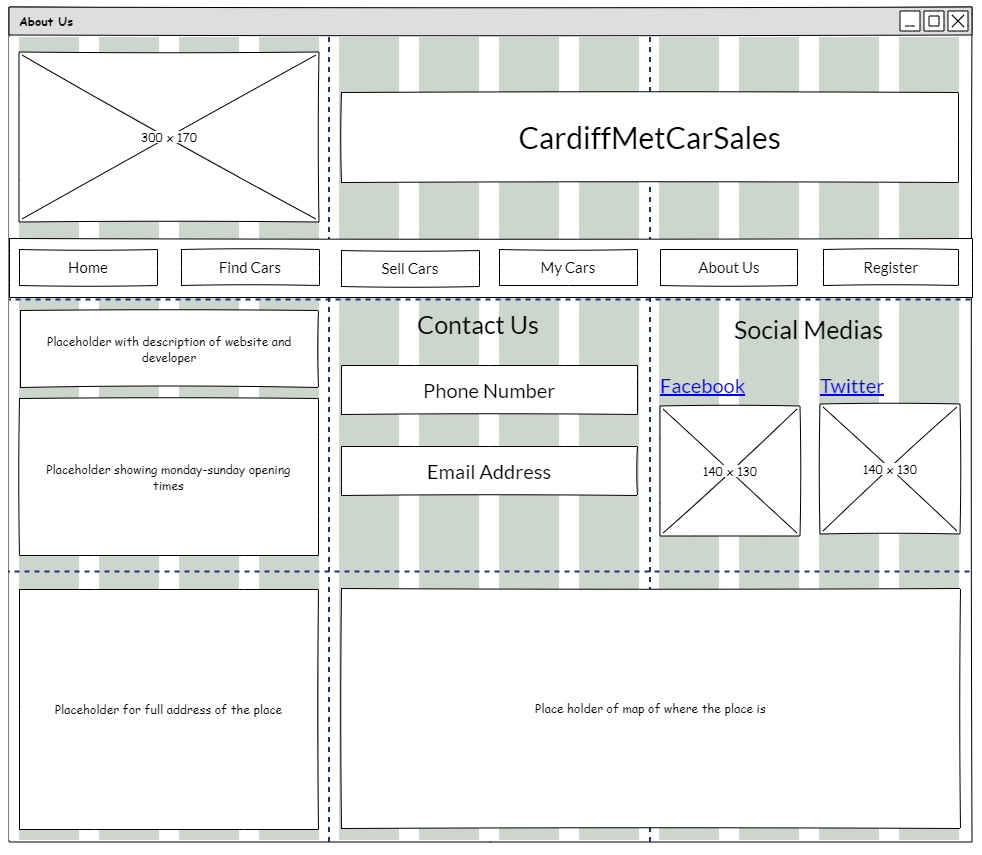 About Us
300 x 170
CardiffMetCarSales
Home
Find Cars
Sell Cars
My Cars
About Us
Register
Placeholder with description of website and
developer
Placeholder showing monday-sunday opening
times
Contact Us
Phone Number
Email Address
Social Medias
Facebook
Twitter
140 x 130
140 x 130
Placeholder for full address of the place
Place holder of map of where the place is